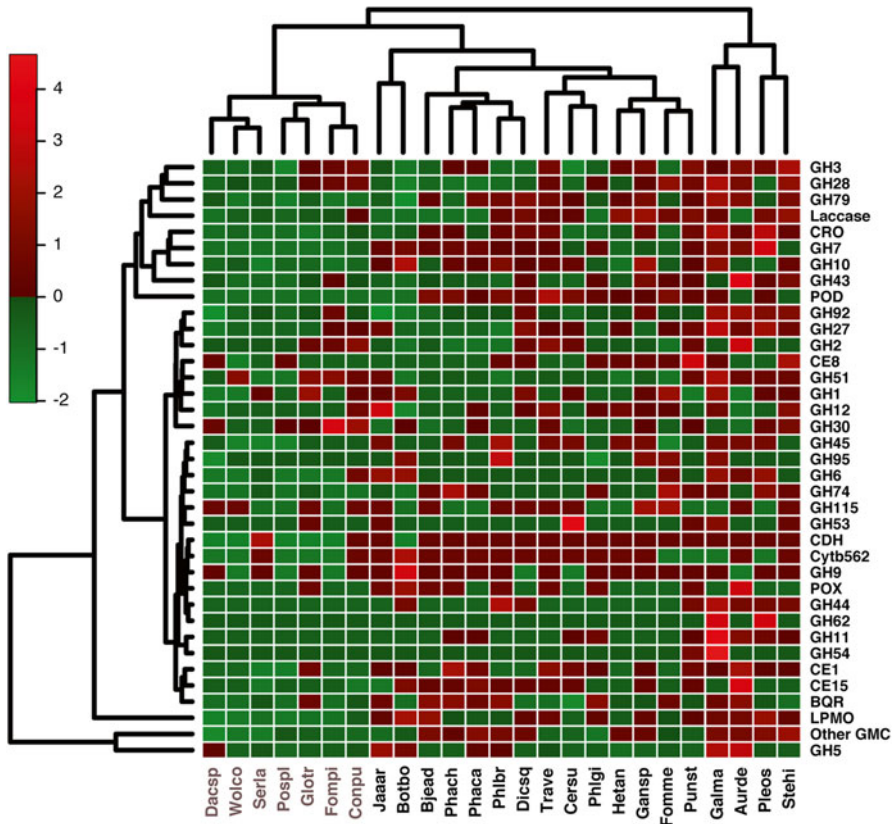 4
3
2
1
0
-1
-2
GH3
GH28
GH79
Laccase
CRO
GH7
GH10
GH43
POD
GH92
GH27
GH2
CE8
GH51
GH1
GH12
GH30
GH45
GH95
GH6
GH74
GH115
GH53
CDH
Cytb562
GH9
POX
GH44
GH62
GH11
GH54
CE1
CE15
BQR
LPMO
Other GMC
GH5
Dacsp
Wolco
Serla
Pospl
Glotr
Fompi
Conpu
Jaaar
Botbo
Bjead
Phach
Phaca
Phlbr
Dicsq
Trave
Cersu
Phlgi
Hetan
Gansp
Fomme
Punst
Galma
Aurde
Pleos
Stehi